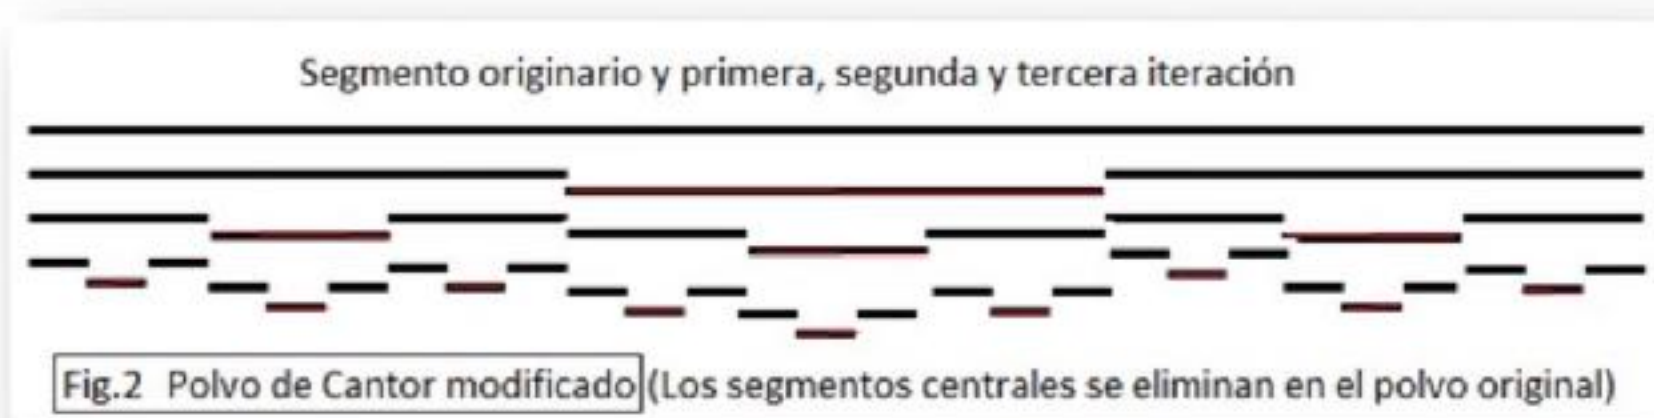 Segmento originario y primera, segunda y tercera iteración
Fig.2 Polvo de Cantor modificado (Los segmentos centrales se eliminan en el polvo original)